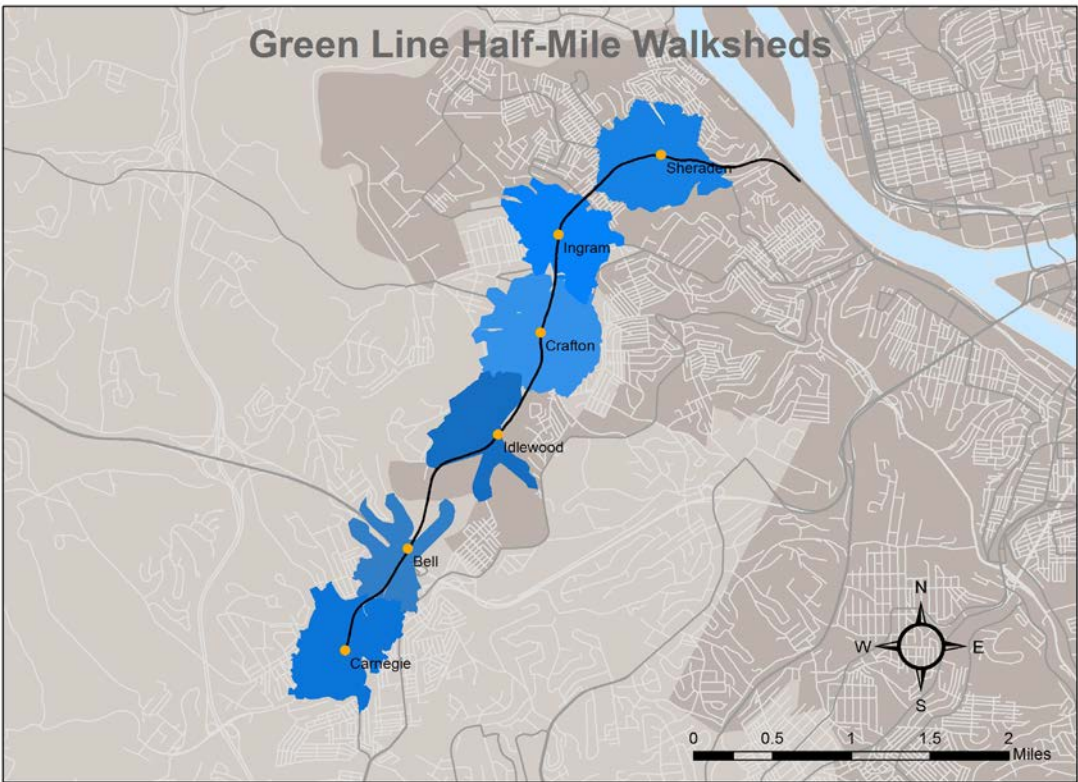 Green Line Half-Mile Walksheds
Sheraden
Ingram
Crafton
Idlewood
Bell
Carnegie
N
W E
S
0 0.5 1 1.5 2
Miles